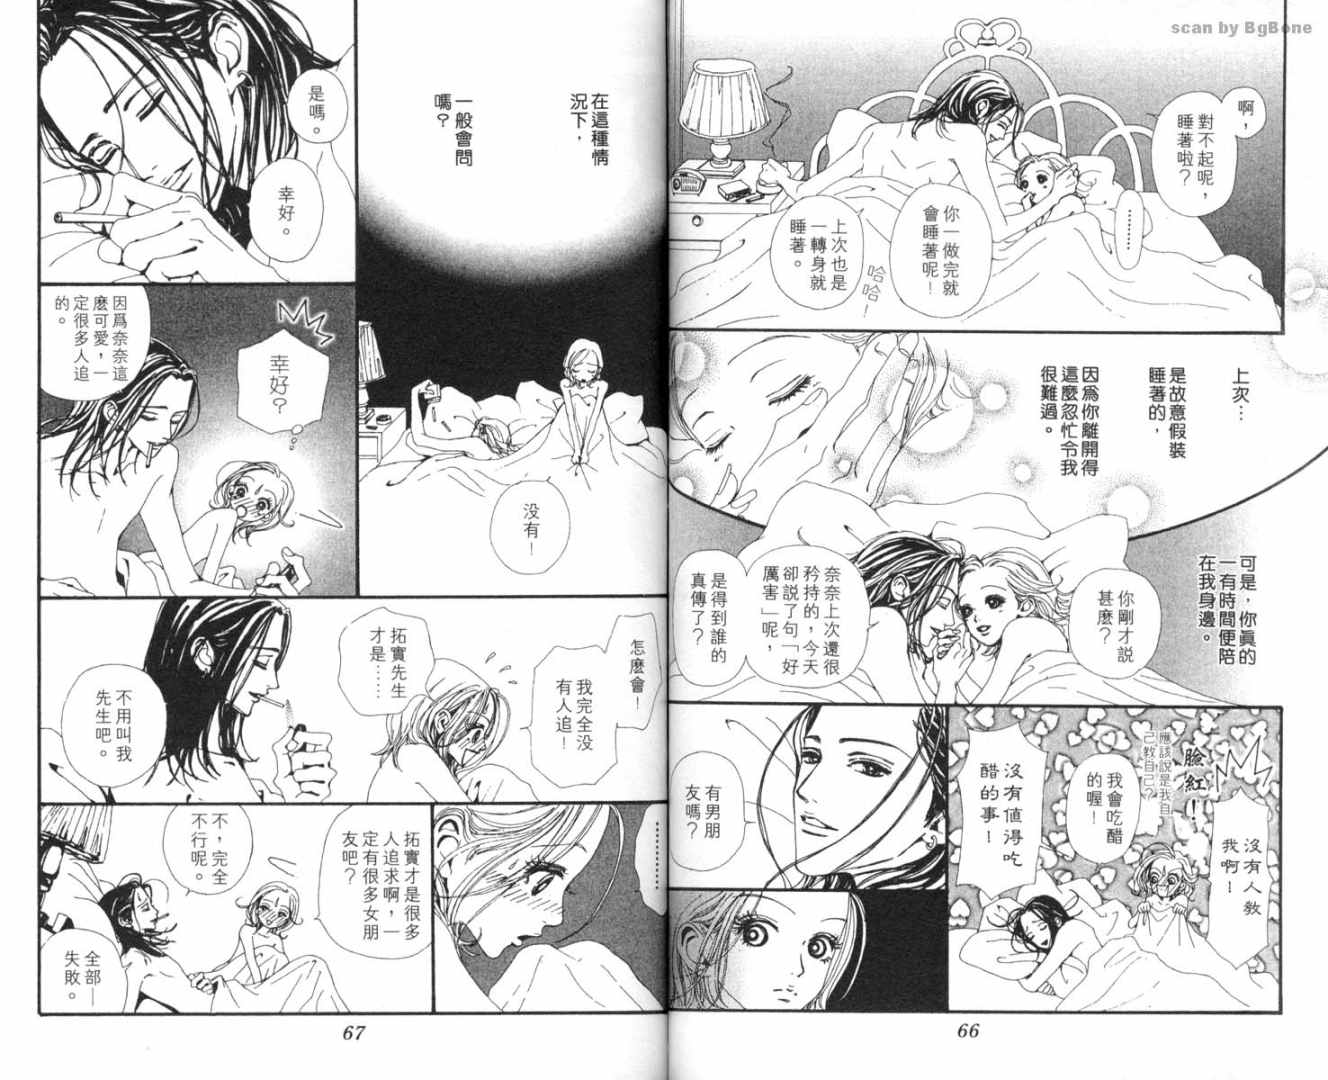 scan by BgBone
啊，
對不起呢，
睡著啦？
………
你一做完就
會睡著呢！
哈哈！
上次也是
一轉身就
睡著。
上次…
是故意假裝
睡著的，
因為你離開得
這麼忽忙令我
很難過。
可是，你眞的
一有時間便陪
在我身邊。
你剛才說
甚麼？
奈奈上次還很
矜持的，今天
卻說了句「好
厲害」呢，
是得到誰的
真傳了？
沒有人教
我啊！
臉紅！
應該說是我自
己教自己？
我會吃醋
的喔！
沒有值得吃
醋的事！
有男朋
友嗎？
66
在這種情
況下，
一般會問
嗎？
没有！
是嗎。
幸好。
幸好？
因爲奈奈這
麼可愛，一
定很多人追
的。
怎麽會！
我完全没
有人追！
拓實先生
才是……
不用叫我
先生吧。
………
拓實才是很多
人追求啊，一
定有很多女朋
友吧？
不，完全
不行呢。
全部—
失敗。
67